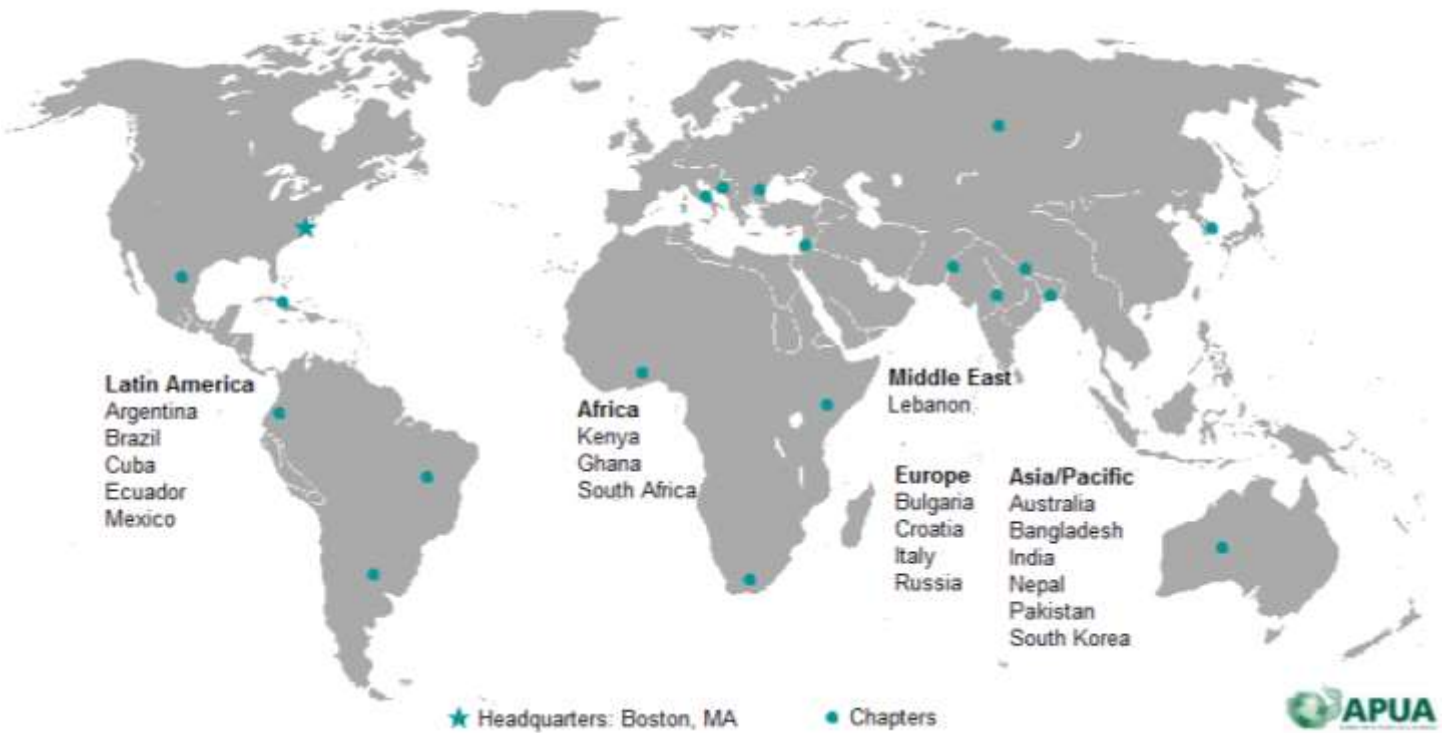 Latin America
Argentina
Brazil
Cuba
Ecuador
Mexico
Africa
Kenya
Ghana
South Africa
Middle East
Lebanon
Europe
Bulgaria
Croatia
Italy
Russia
Asia/Pacific
Australia
Bangladesh
India
Nepal
Pakistan
South Korea
Headquarters: Boston, MA
Chapters
APUA